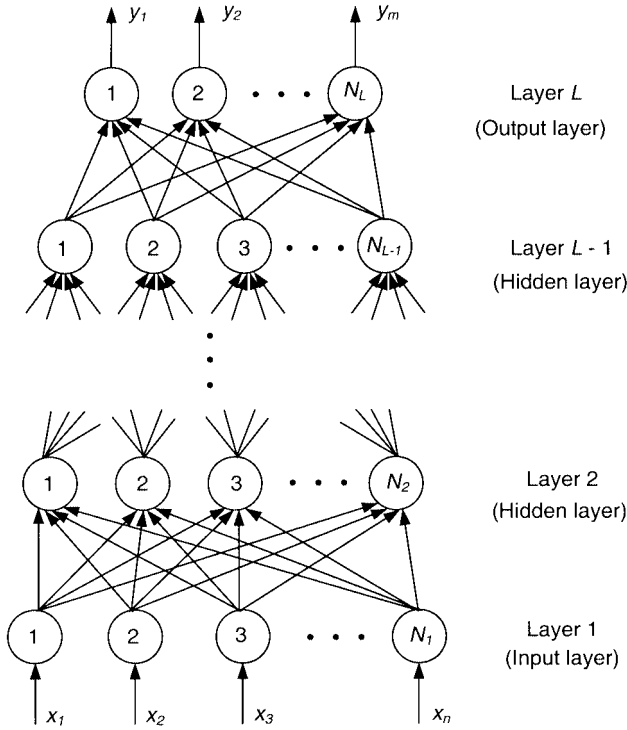 y1 y2 ym
1 2 . . . NL Layer L
(Output layer)
1 2 3 . . . NL-1 Layer L - 1
(Hidden layer)
1 2 3 . . . N2 Layer 2
(Hidden layer)
1 2 3 . . . N1 Layer 1
(Input layer)
x1 x2 x3 xn